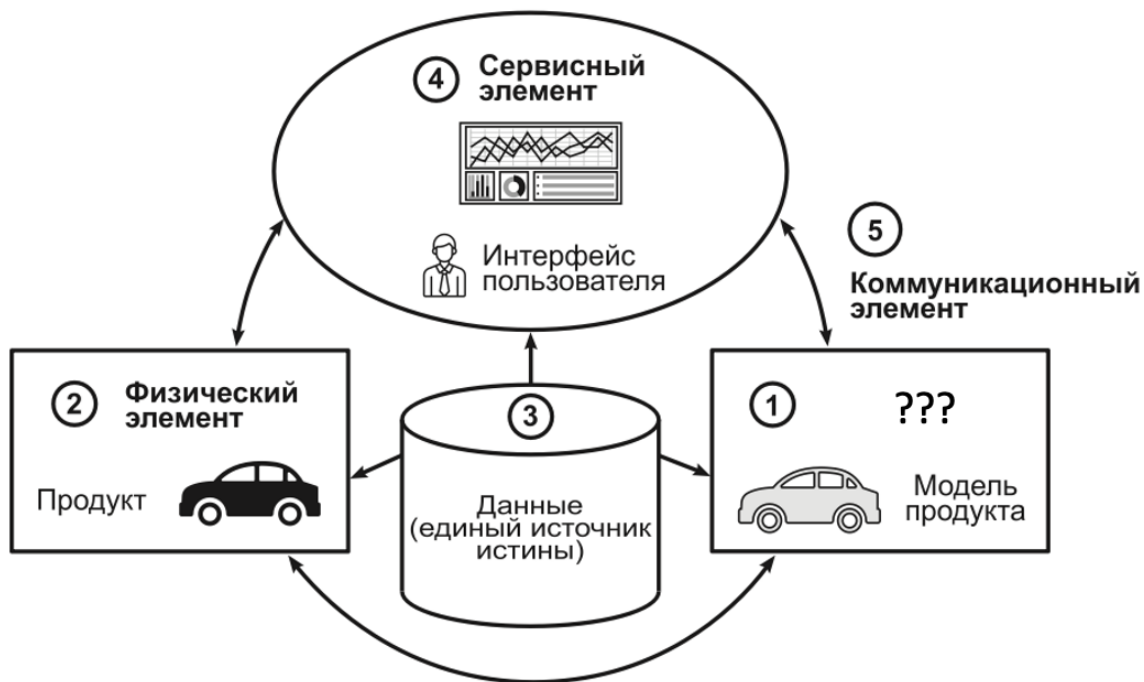 4 Сервисный
элемент
Интерфейс
пользователя
5
Коммуникационный
элемент
2 Физический
элемент
Продукт
3
Данные
(единый источник
истины)
1 ???
Модель
продукта